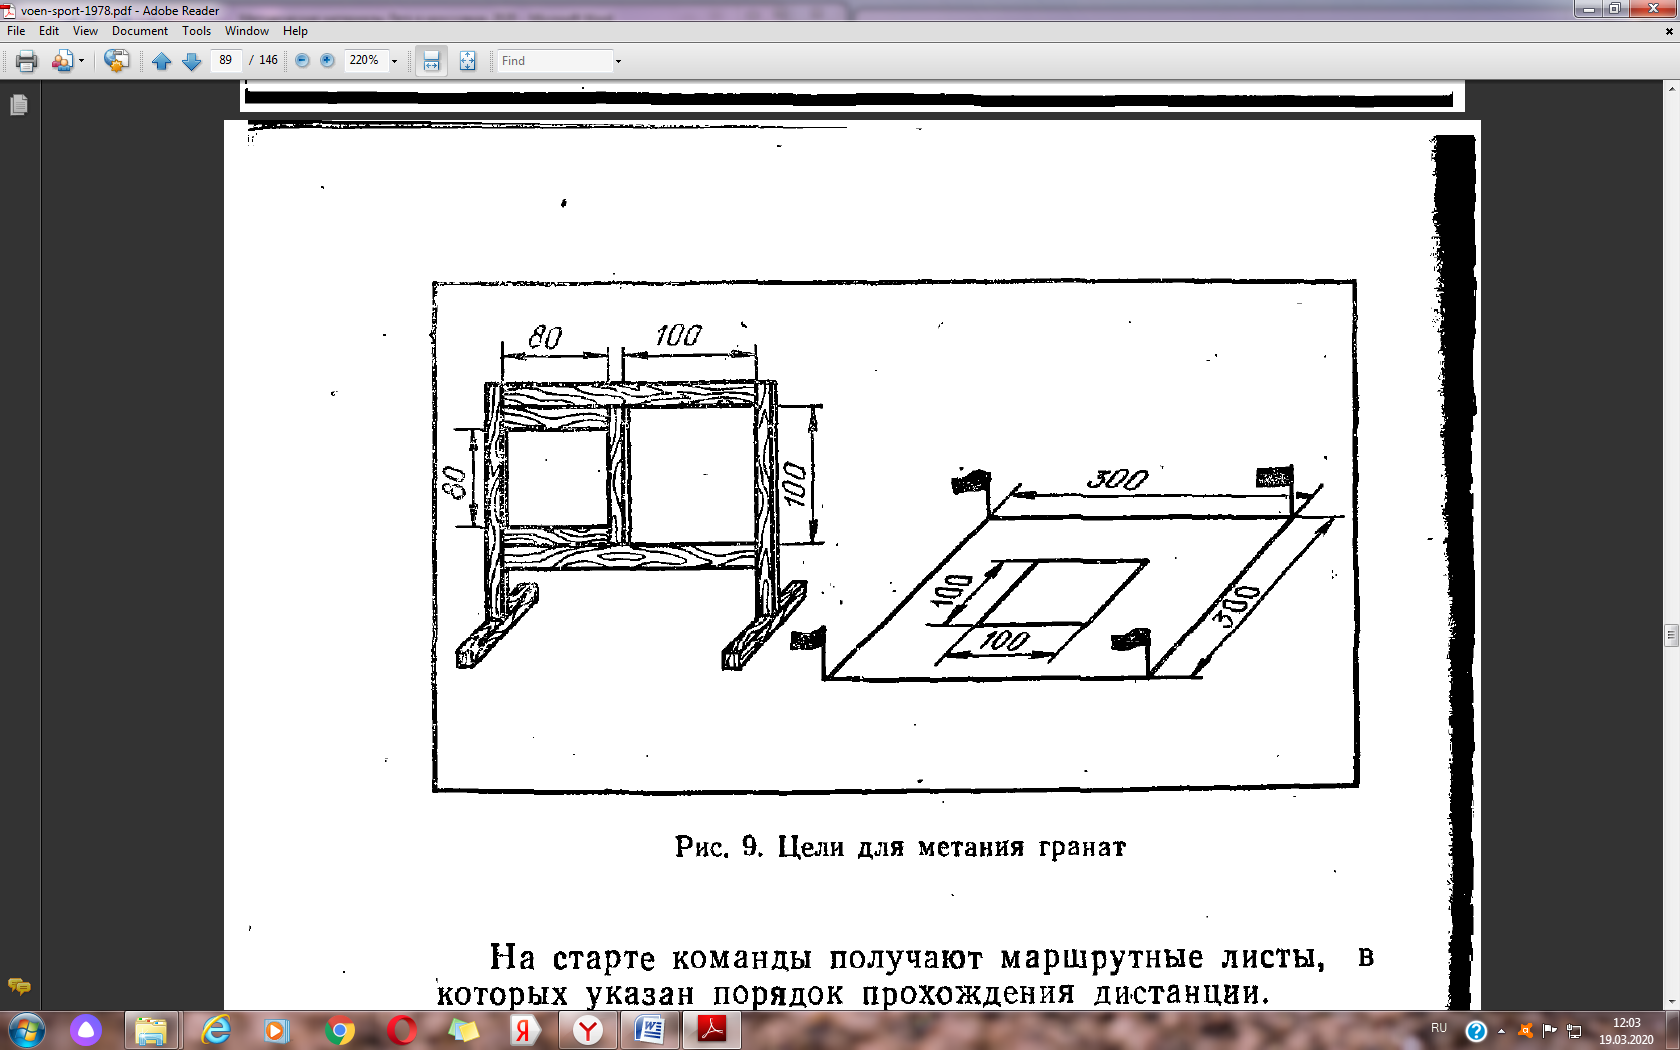 voen-sport-1978.pdf - Adobe Reader
File Edit View Document Tools Window Help
89 / 146 220% Find
80 100
80 100
300
100 300
100
Рис. 9. Цели для метания гранат
На старте команды получают маршрутные листы, в
которых указан порядок прохождения дистанции.
RU 12:03
19.03.2020